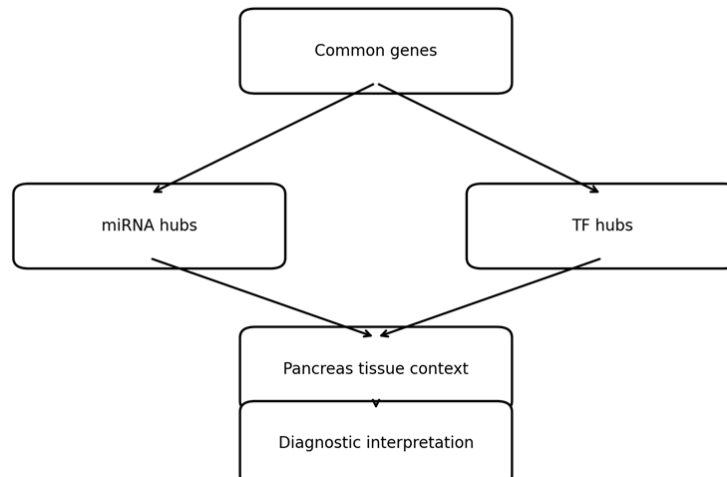 Common genes
miRNA hubs
TF hubs
Pancreas tissue context
Diagnostic interpretation